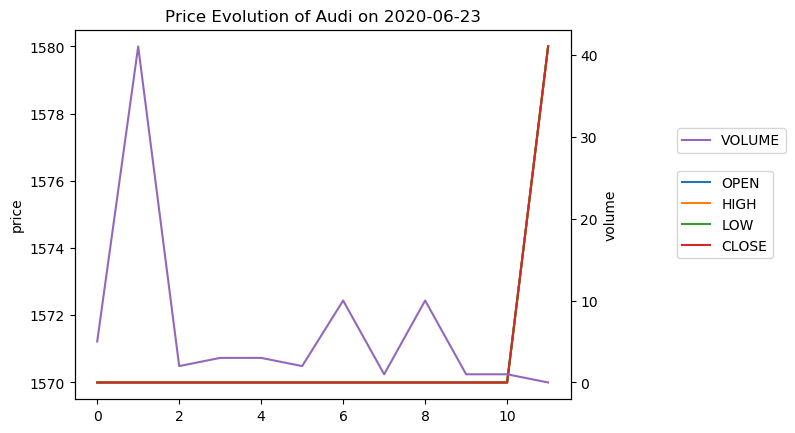 Price Evolution of Audi on 2020-06-23
1580
1578
1576
1574
1572
1570
price
40
30
20
10
0
volume
0 2 4 6 8 10
VOLUME
OPEN
HIGH
LOW
CLOSE